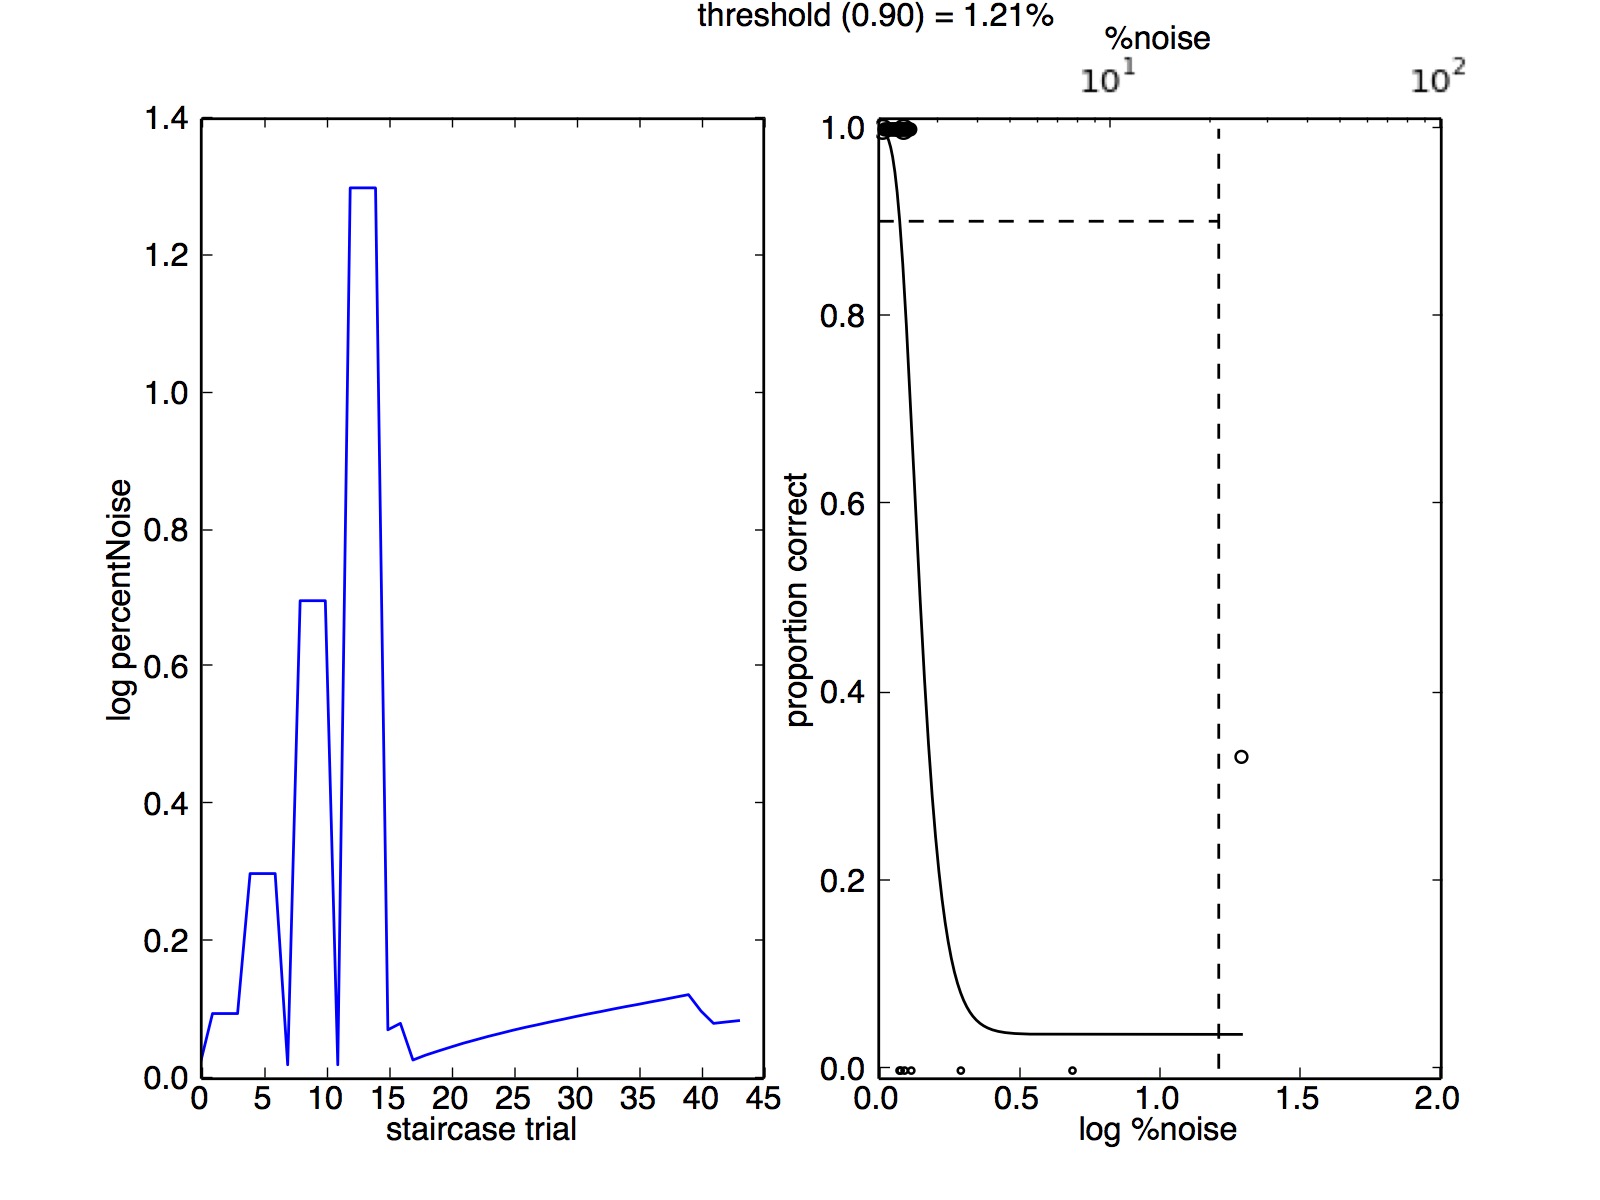 threshold (0.90) = 1.21%
%noise
10^1 10^2
1.4
1.2
1.0
0.8
0.6
0.4
0.2
0.0
log percentNoise
0 5 10 15 20 25 30 35 40 45
staircase trial
1.0
0.8
0.6
0.4
0.2
0.0
proportion correct
0.0 0.5 1.0 1.5 2.0
log %noise